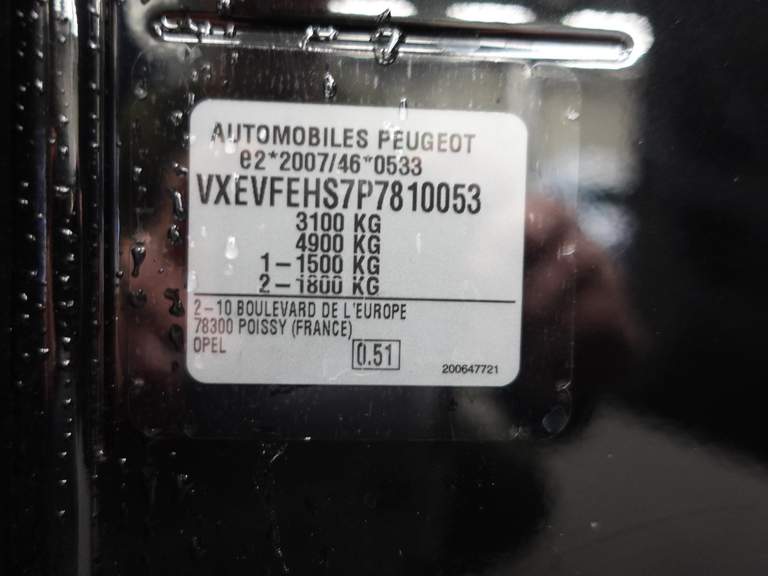 AUTOMOBILES PEUGEOT
e2*2007/46*0533
VXEVFEHS7P7810053
3100 KG
4900 KG
1-1500 KG
2-1800 KG
2-10 BOULEVARD DE L'EUROPE
78300 POISSY (FRANCE)
OPEL
0.51
200647721